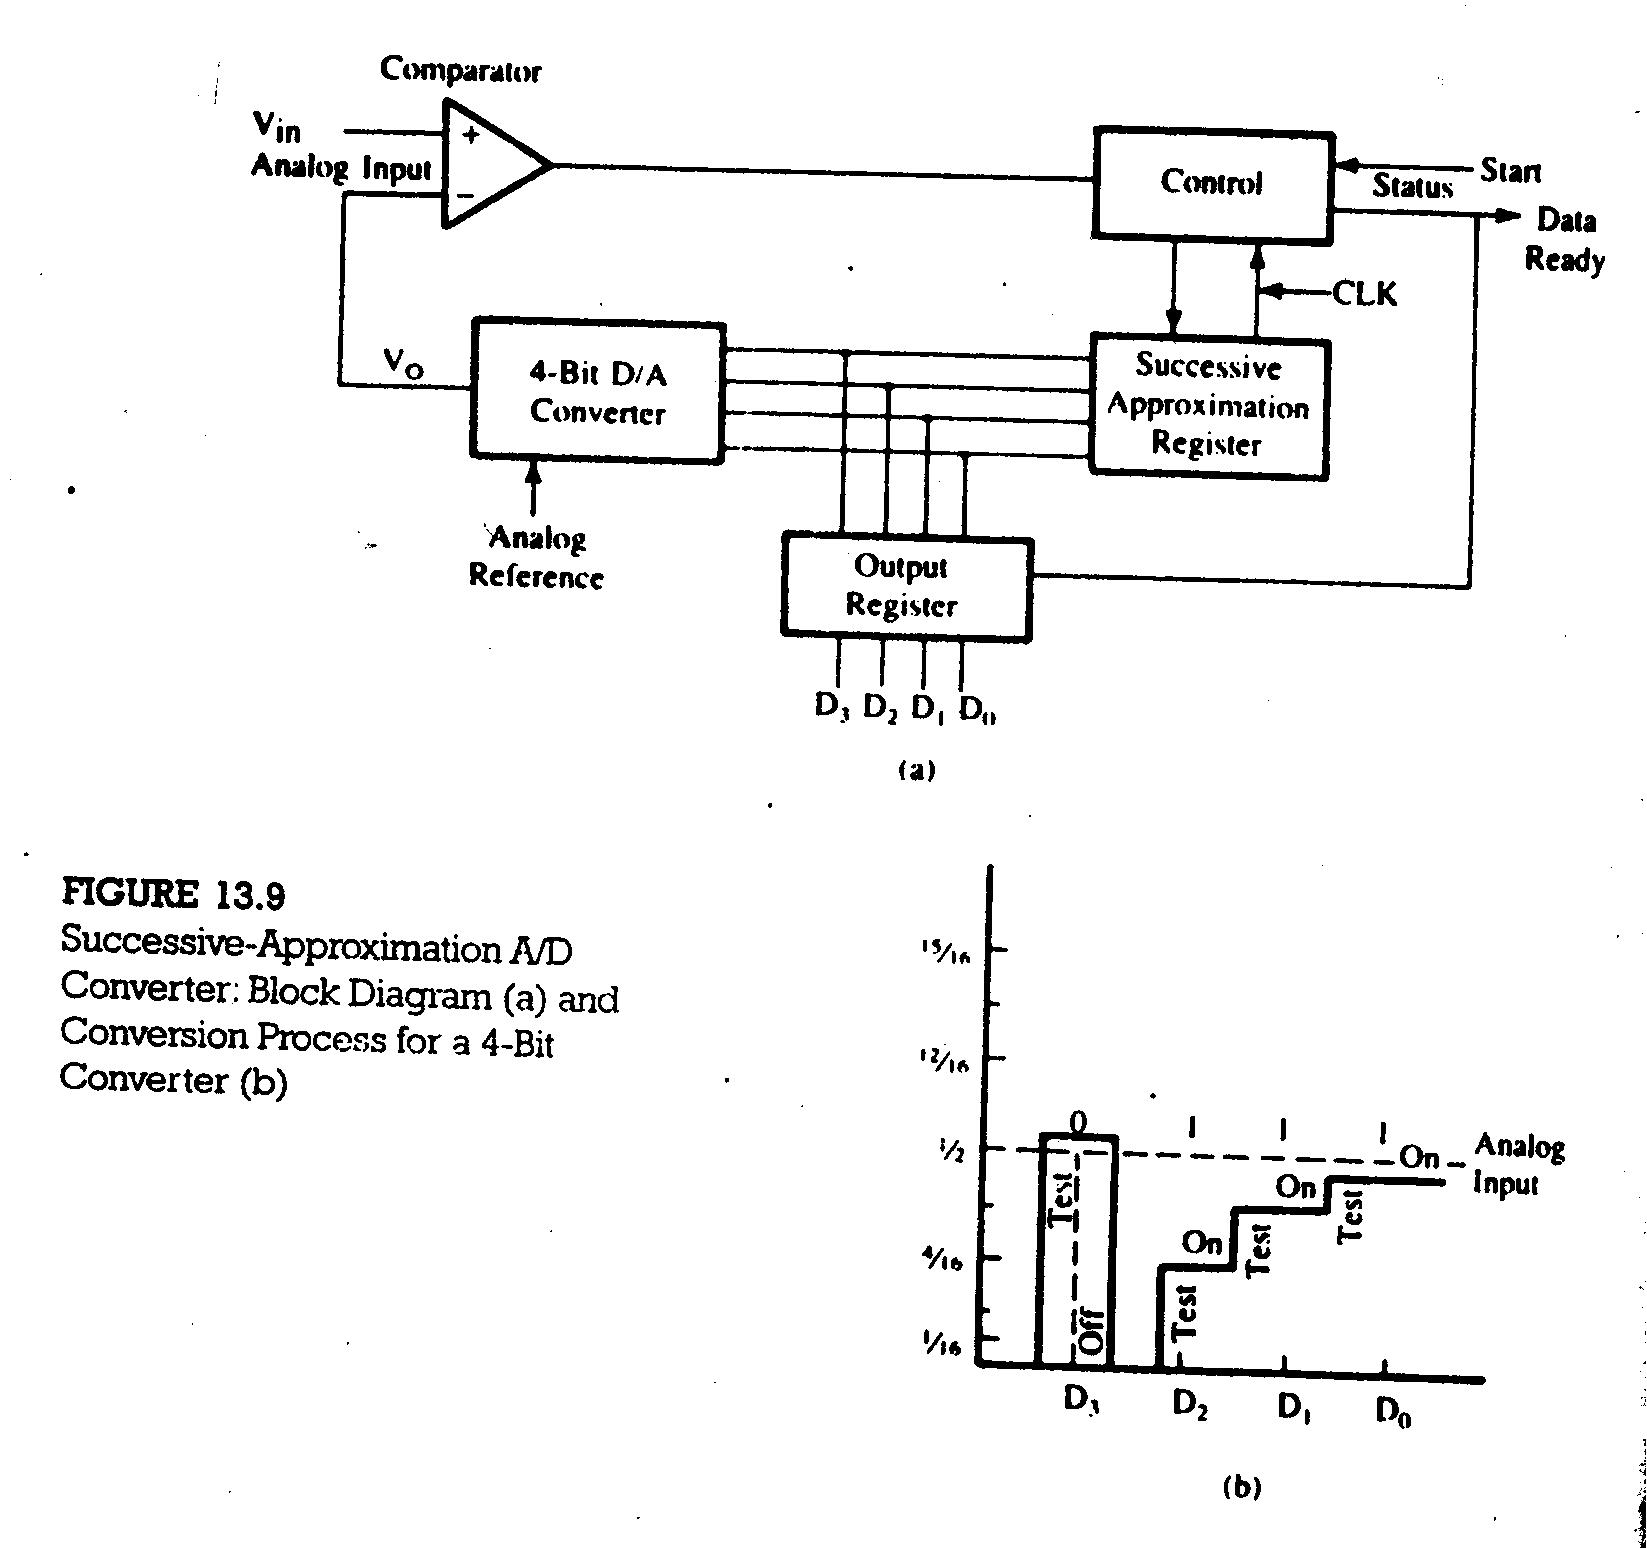 Comparator
Vin
Analog Input
+
−
Control
Start
Status
Data
Ready
CLK
VO
4-Bit D/A
Converter
Successive
Approximation
Register
Analog
Reference
Output
Register
D3 D2 D1 D0
(a)
FIGURE 13.9
Successive-Approximation A/D
Converter: Block Diagram (a) and
Conversion Process for a 4-Bit
Converter (b)
15/16
12/16
1/2
4/16
1/16
0 1 1 1
Analog
Input
On
On
On
Test
Off
Test
Test
Test
D3 D2 D1 D0
(b)